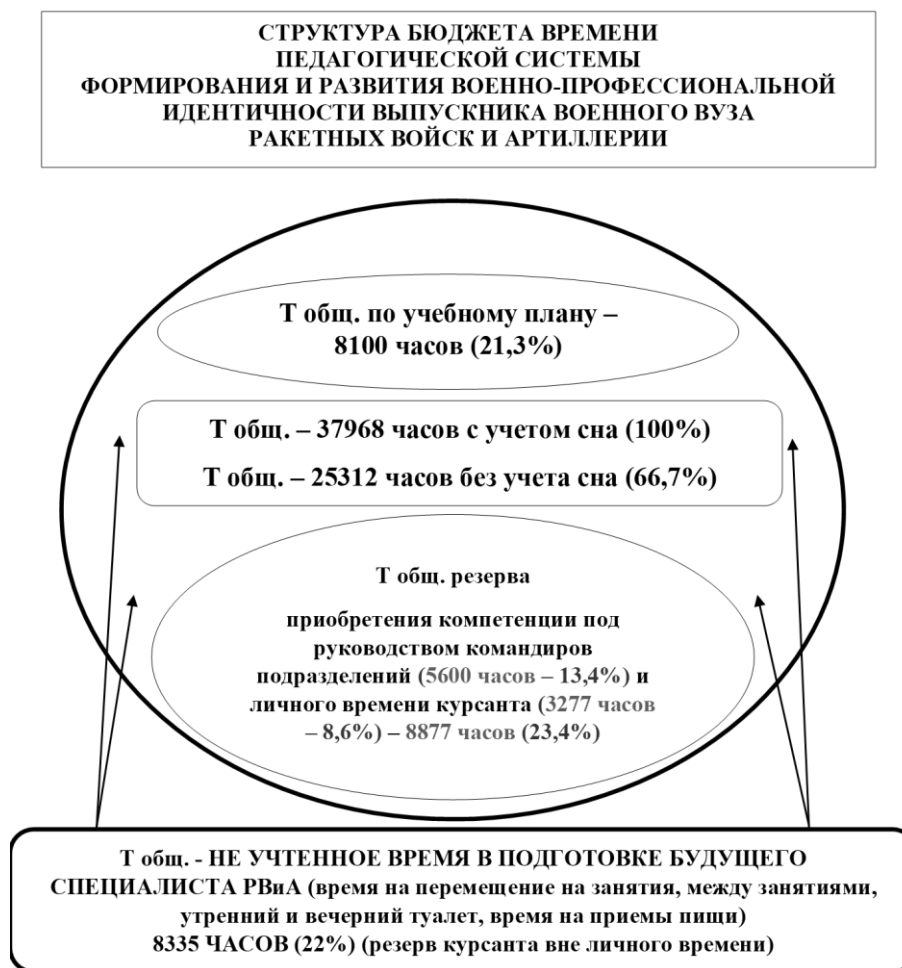 СТРУКТУРА БЮДЖЕТА ВРЕМЕНИ
ПЕДАГОГИЧЕСКОЙ СИСТЕМЫ
ФОРМИРОВАНИЯ И РАЗВИТИЯ ВОЕННО-ПРОФЕССИОНАЛЬНОЙ
ИДЕНТИЧНОСТИ ВЫПУСКНИКА ВОЕННОГО ВУЗА
РАКЕТНЫХ ВОЙСК И АРТИЛЛЕРИИ
Т общ. по учебному плану –
8100 часов (21,3%)
Т общ. – 37968 часов с учетом сна (100%)
Т общ. – 25312 часов без учета сна (66,7%)
Т общ. резерва
приобретения компетенции под
руководством командиров
подразделений (5600 часов – 13,4%) и
личного времени курсанта (3277 часов
– 8,6%) – 8877 часов (23,4%)
Т общ. - НЕ УЧТЕННОЕ ВРЕМЯ В ПОДГОТОВКЕ БУДУЩЕГО
СПЕЦИАЛИСТА РВиА (время на перемещение на занятия, между занятиями,
утренний и вечерний туалет, время на приемы пищи)
8335 ЧАСОВ (22%) (резерв курсанта вне личного времени)